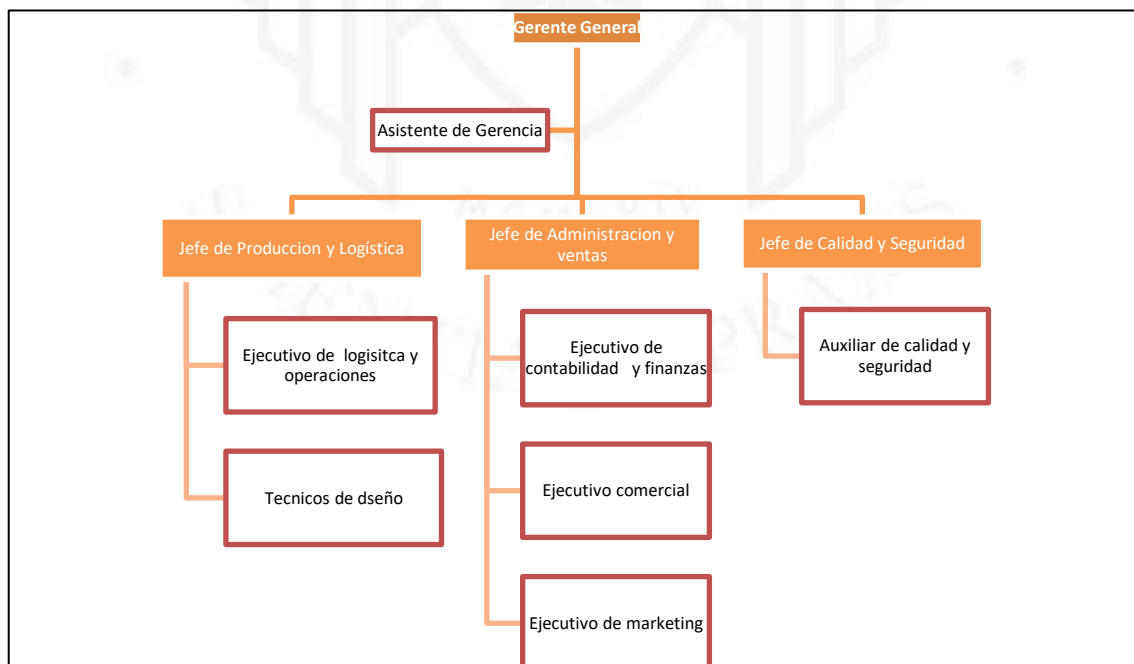 Gerente General
Asistente de Gerencia
Jefe de Produccion y Logística
Jefe de Administracion y
ventas
Jefe de Calidad y Seguridad
Ejecutivo de logisitca y
operaciones
Ejecutivo de
contabilidad y finanzas
Auxiliar de calidad y
seguridad
Tecnicos de dseño
Ejecutivo comercial
Ejecutivo de marketing